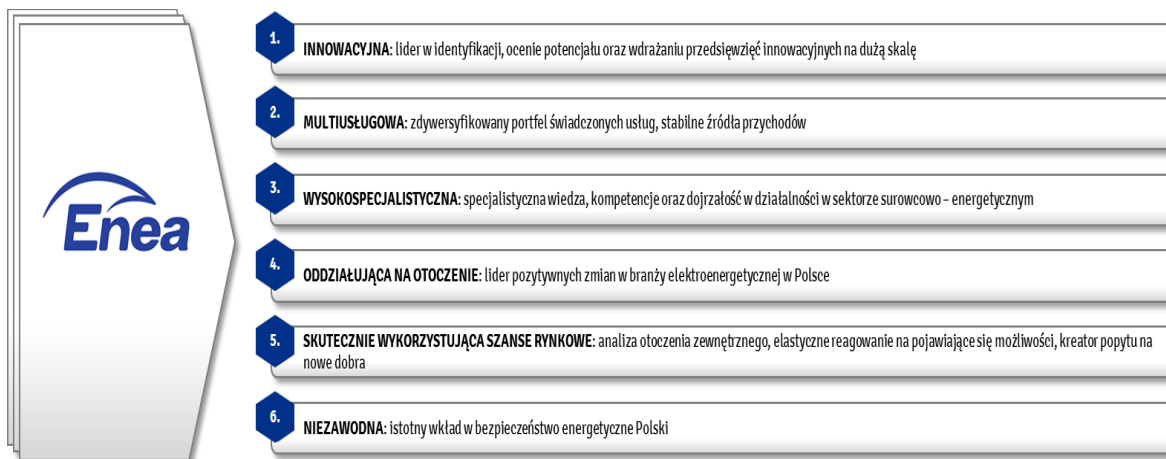 Enea
1.
INNOWACYJNA: lider w identyfikacji, ocenie potencjału oraz wdrażaniu przedsięwzięć innowacyjnych na dużą skalę
2.
MULTIUSŁUGOWA: zdywersyfikowany portfel świadczonych usług, stabilne źródła przychodów
3.
WYSOKOSPECJALISTYCZNA: specjalistyczna wiedza, kompetencje oraz dojrzałość w działalności w sektorze surowcowo – energetycznym
4.
ODDZIAŁUJĄCA NA OTOCZENIE: lider pozytywnych zmian w branży elektroenergetycznej w Polsce
5.
SKUTECZNIE WYKORZYSTUJĄCA SZANSE RYNKOWE: analiza otoczenia zewnętrznego, elastyczne reagowanie na pojawiające się możliwości, kreator popytu na
nowe dobra
6.
NIEZAWODNA: istotny wkład w bezpieczeństwo energetyczne Polski